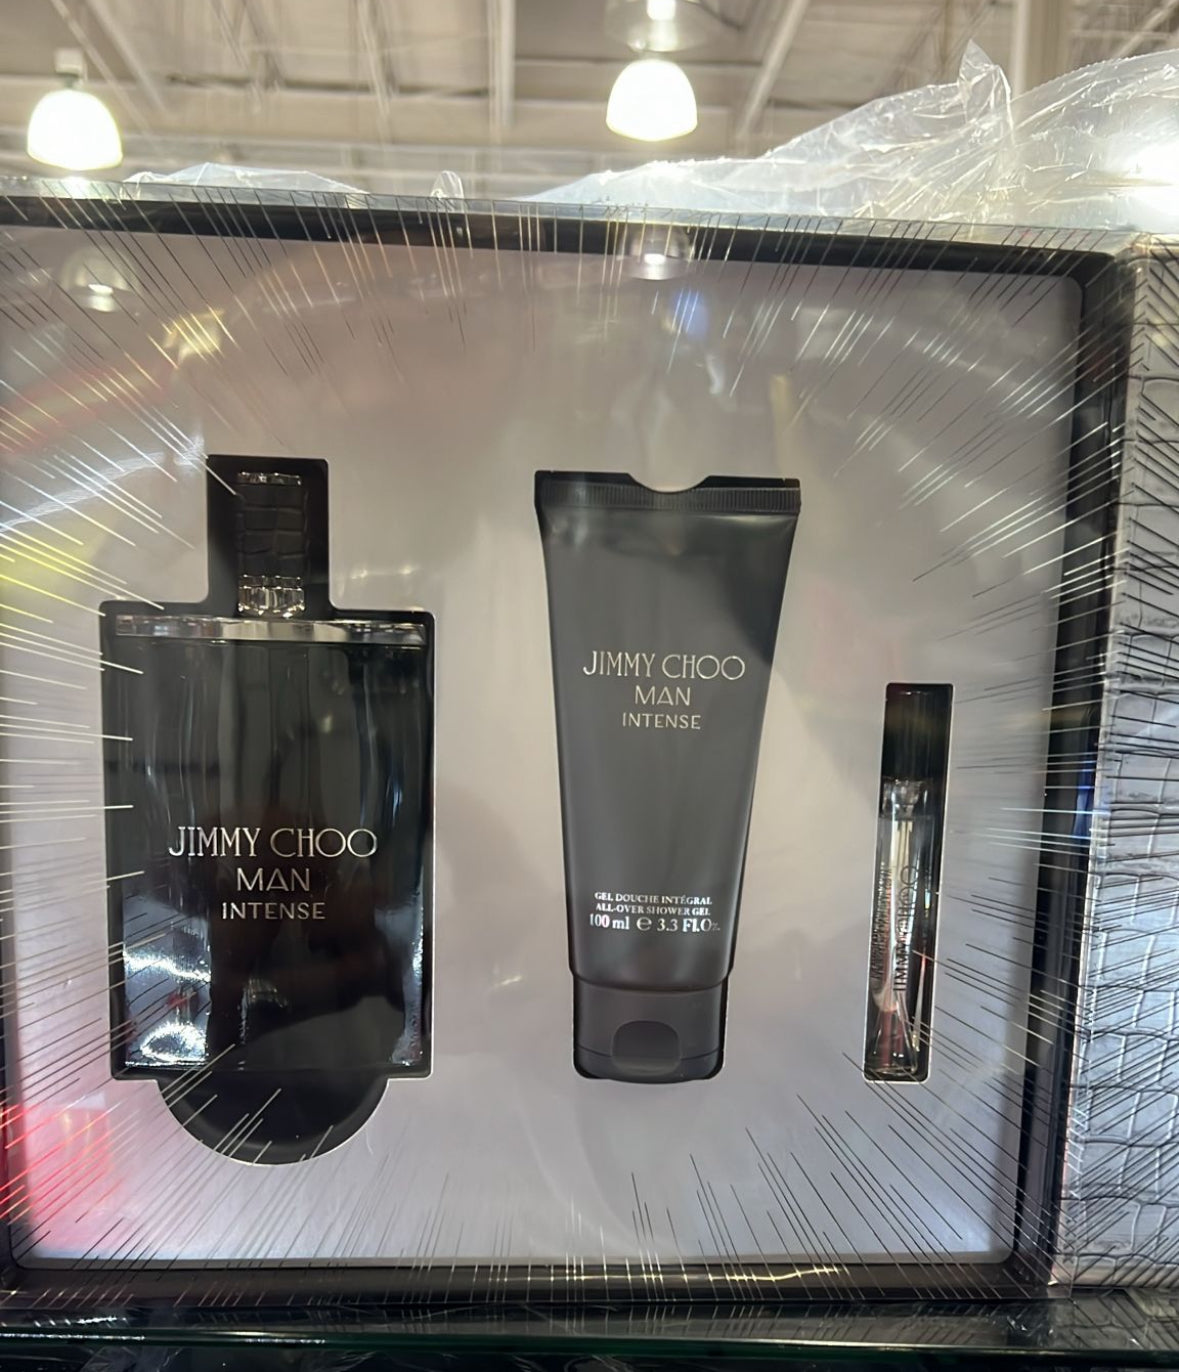 JIMMY CHOO
MAN
INTENSE
JIMMY CHOO
MAN
INTENSE
GEL DOUCHE INTÉGRAL
ALL-OVER SHOWER GEL
100 ml ℮ 3.3 Fl.Oz.